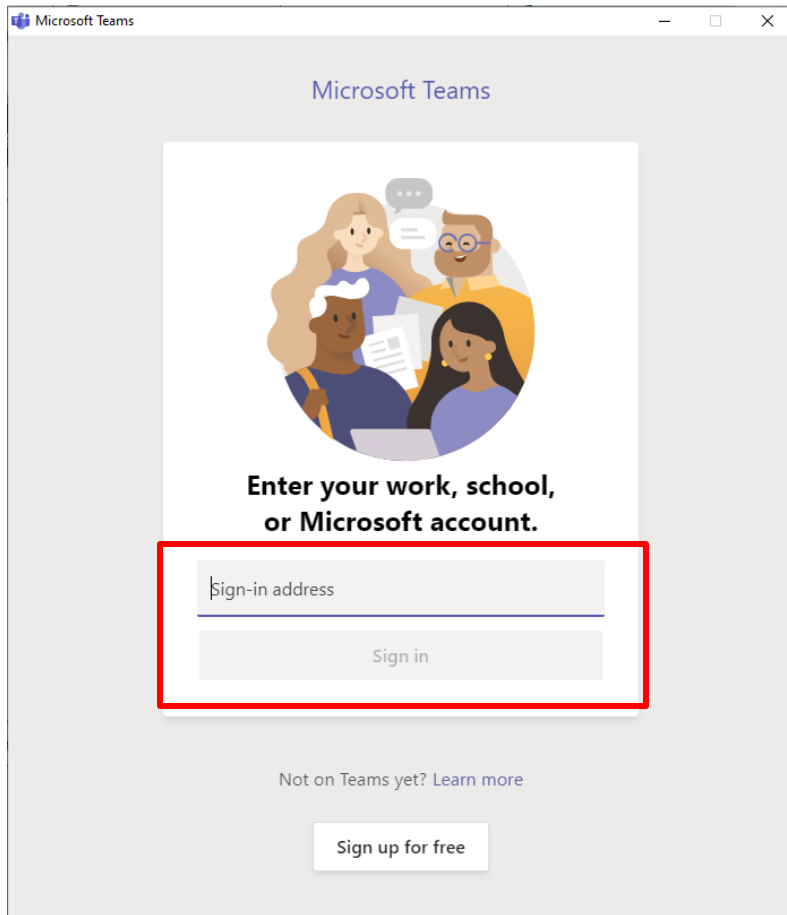 Microsoft Teams
Microsoft Teams
Enter your work, school,
or Microsoft account.
Sign-in address
Sign in
Not on Teams yet? Learn more
Sign up for free